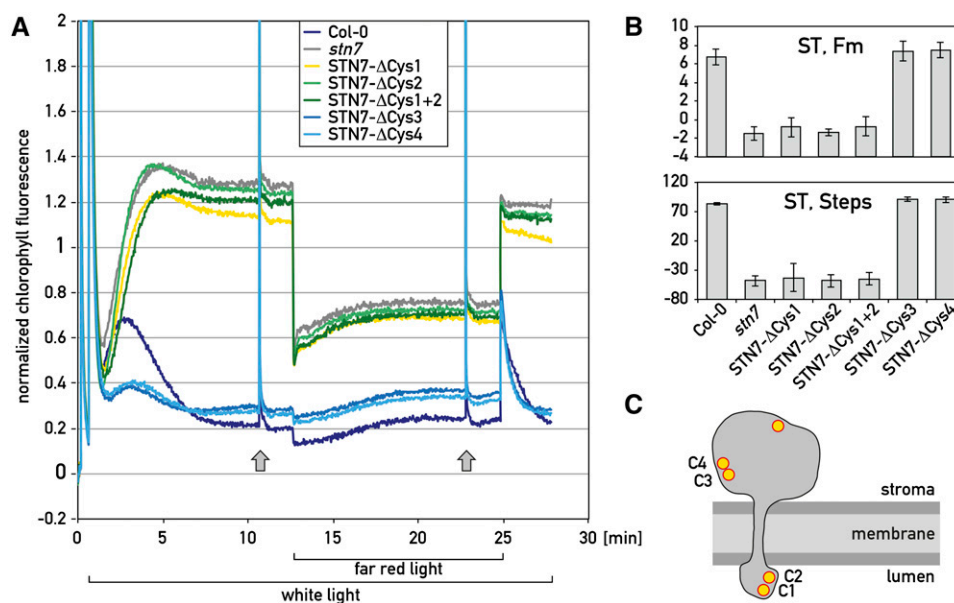 A
normalized chlorophyll fluorescence
2
1.8
1.6
1.4
1.2
1
0.8
0.6
0.4
0.2
0
-0.2
Col-0
stn7
STN7-ΔCys1
STN7-ΔCys2
STN7-ΔCys1+2
STN7-ΔCys3
STN7-ΔCys4
0 5 10 15 20 25 30 [min]
far red light
white light
B
ST, Fm
10
8
6
4
2
0
-2
-4
ST, Steps
120
70
20
-30
-80
Col-0
stn7
STN7-ΔCys1
STN7-ΔCys2
STN7-ΔCys1+2
STN7-ΔCys3
STN7-ΔCys4
C
C4
C3
stroma
membrane
lumen
C2
C1